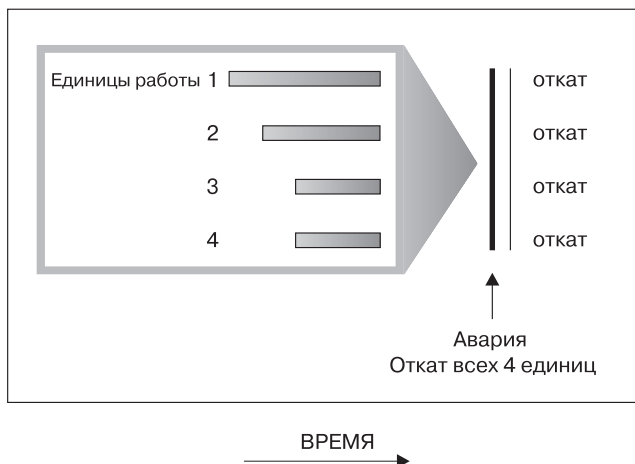 Единицы работы 1 откат
2 откат
3 откат
4 откат
Авария
Откат всех 4 единиц
ВРЕМЯ